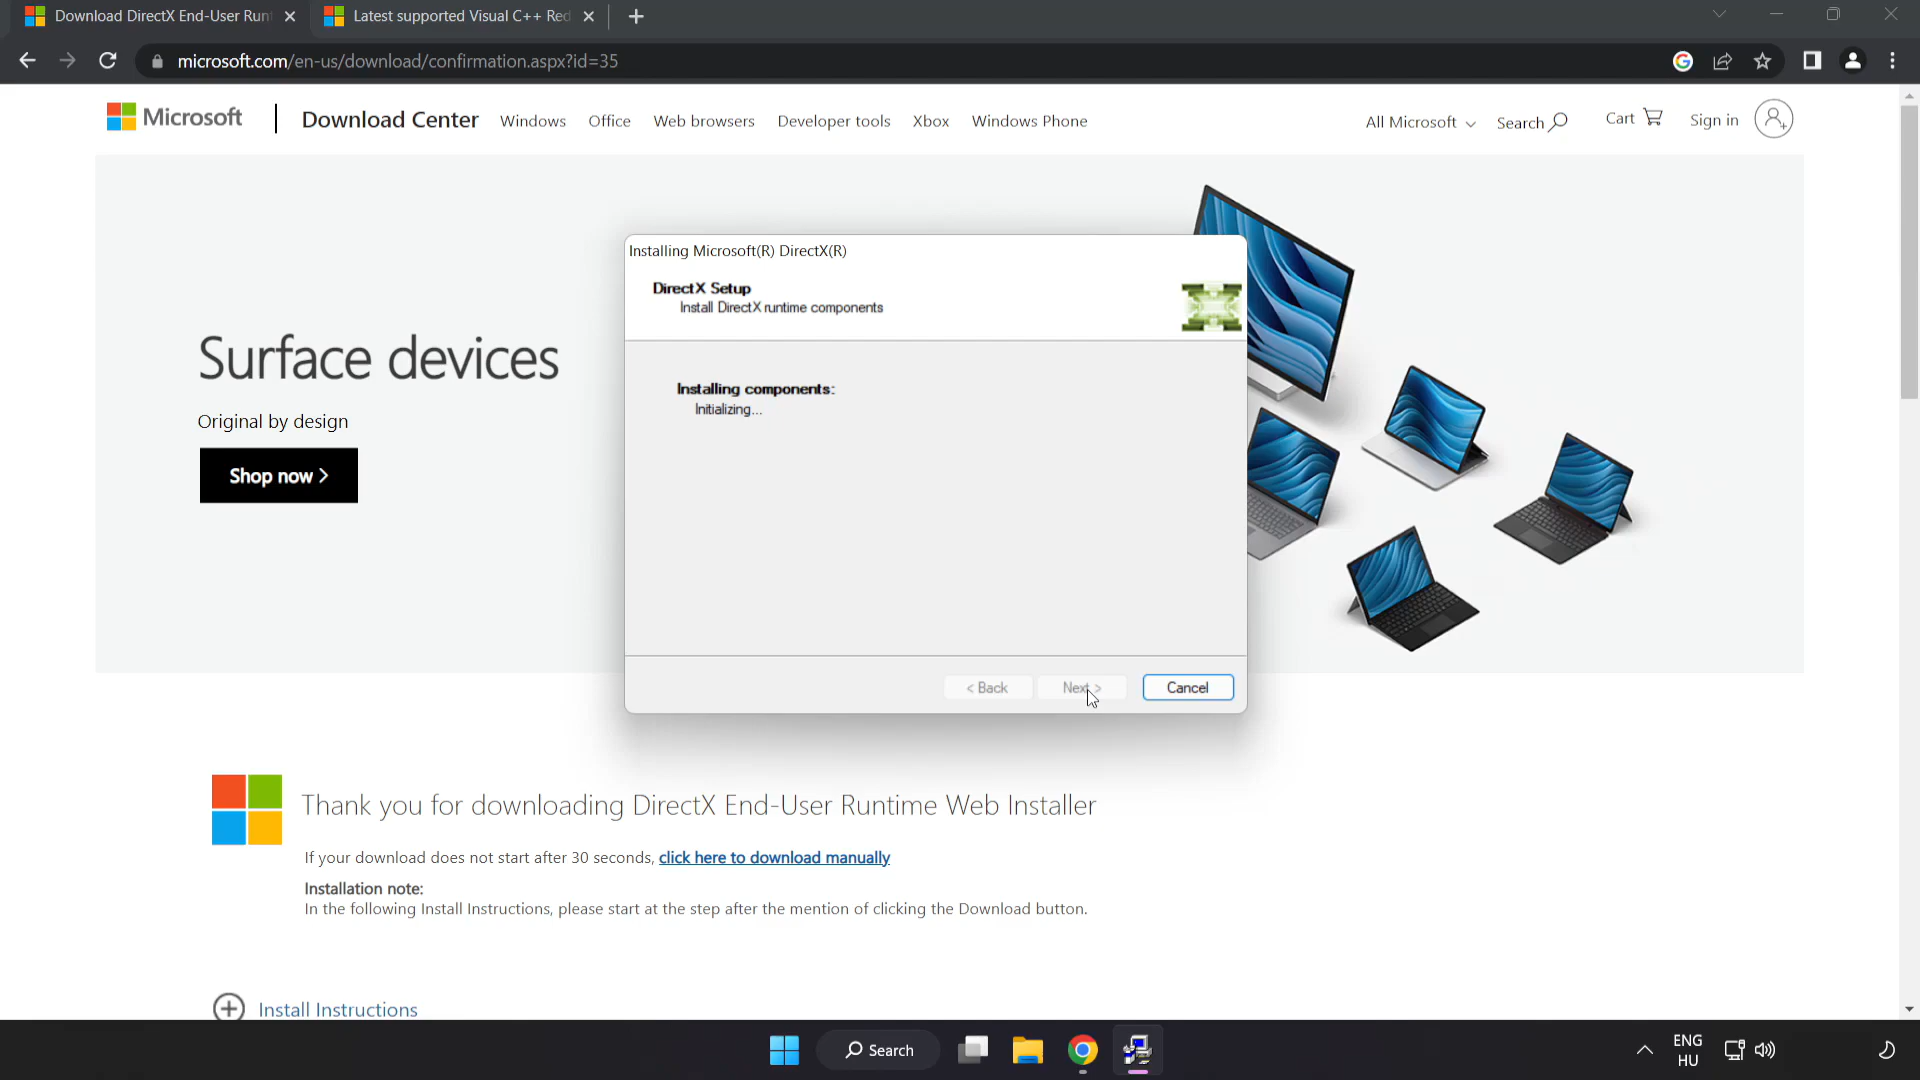 Download DirectX End-User Run
Latest supported Visual C++ Red
microsoft.com/en-us/download/confirmation.aspx?id=35
Microsoft
Download Center
Windows
Office
Web browsers
Developer tools
Xbox
Windows Phone
All Microsoft
Search
Cart
Sign in
Surface devices
Original by design
Shop now >
Installing Microsoft(R) DirectX(R)
DirectX Setup
Install DirectX runtime components
Installing components:
Initializing...
< Back
Next >
Cancel
Thank you for downloading DirectX End-User Runtime Web Installer
If your download does not start after 30 seconds, click here to download manually
Installation note:
In the following Install Instructions, please start at the step after the mention of clicking the Download button.
Install Instructions
Search
ENG
HU